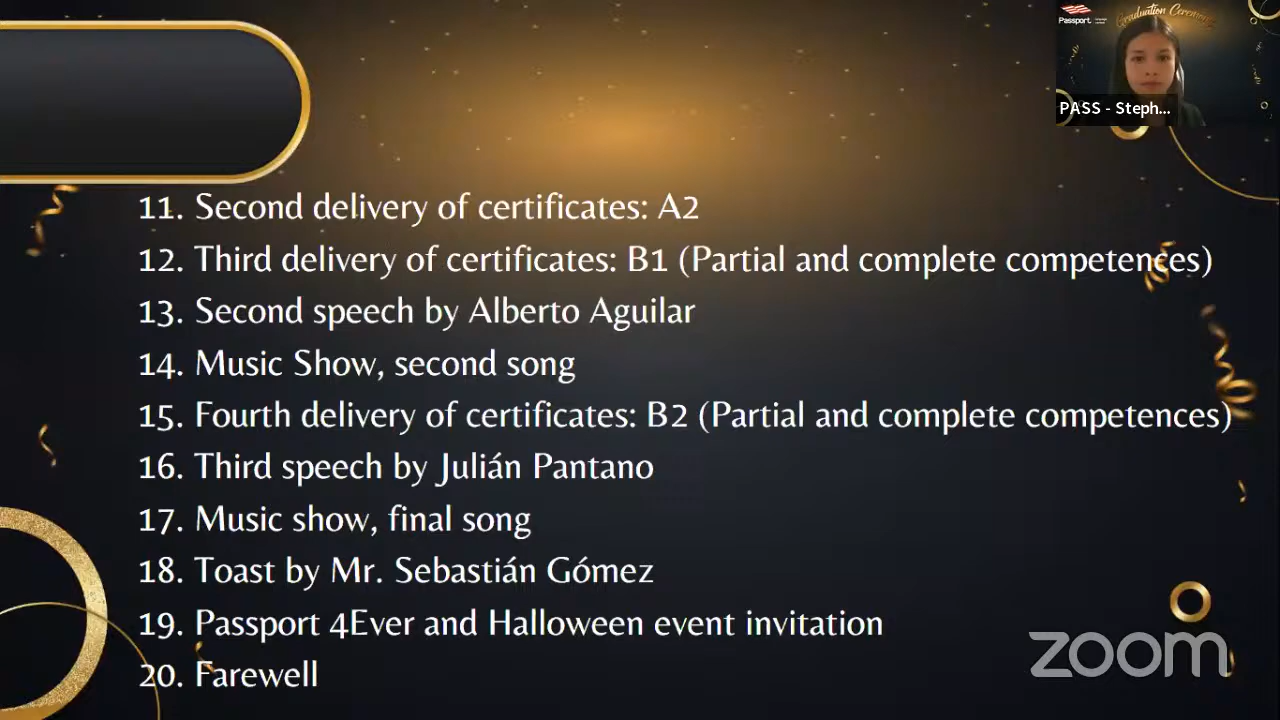 Passport.
Graduation Ceremony
PASS - Steph...
11. Second delivery of certificates: A2
12. Third delivery of certificates: B1 (Partial and complete competences)
13. Second speech by Alberto Aguilar
14. Music Show, second song
15. Fourth delivery of certificates: B2 (Partial and complete competences)
16. Third speech by Julián Pantano
17. Music show, final song
18. Toast by Mr. Sebastián Gómez
19. Passport 4Ever and Halloween event invitation
20. Farewell
zoom